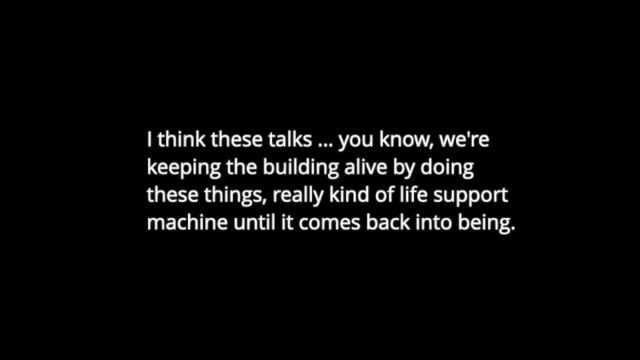 I think these talks ... you know, we're
keeping the building alive by doing
these things, really kind of life support
machine until it comes back into being.